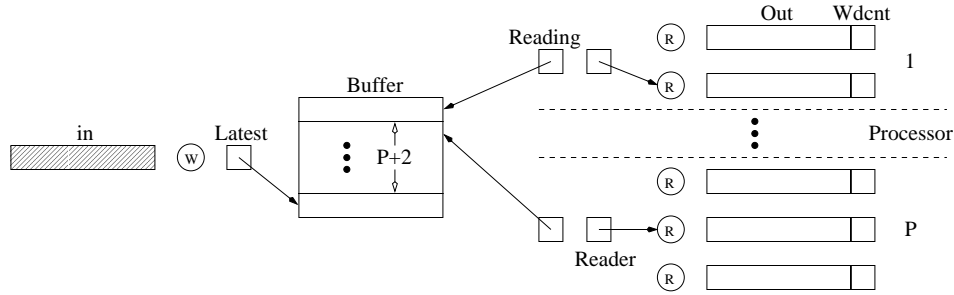 Out Wdcnt
Reading R
1
R
Buffer
in Latest Processor
W P+2
R
R P
Reader
R